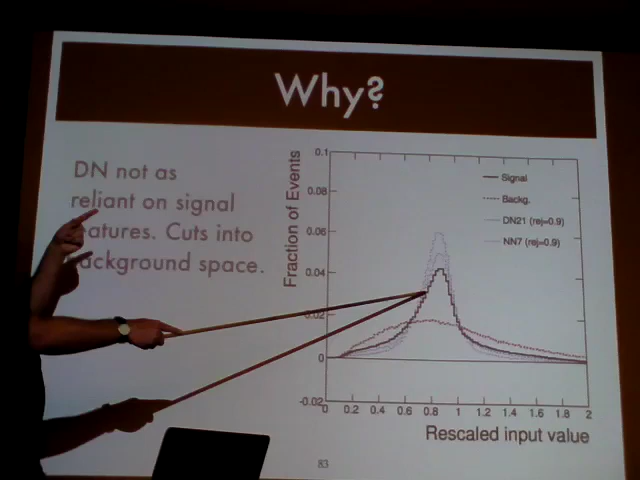 Why?
DN not as
reliant on signal
eatures. Cuts into
ackground space.
Fraction of Events
0.1
0.08
0.06
0.04
0.02
0
-0.02
Signal
Backg.
DN21 (rej=0.9)
NN7 (rej=0.9)
0 0.2 0.4 0.6 0.8 1 1.2 1.4 1.6 1.8 2
Rescaled input value
83